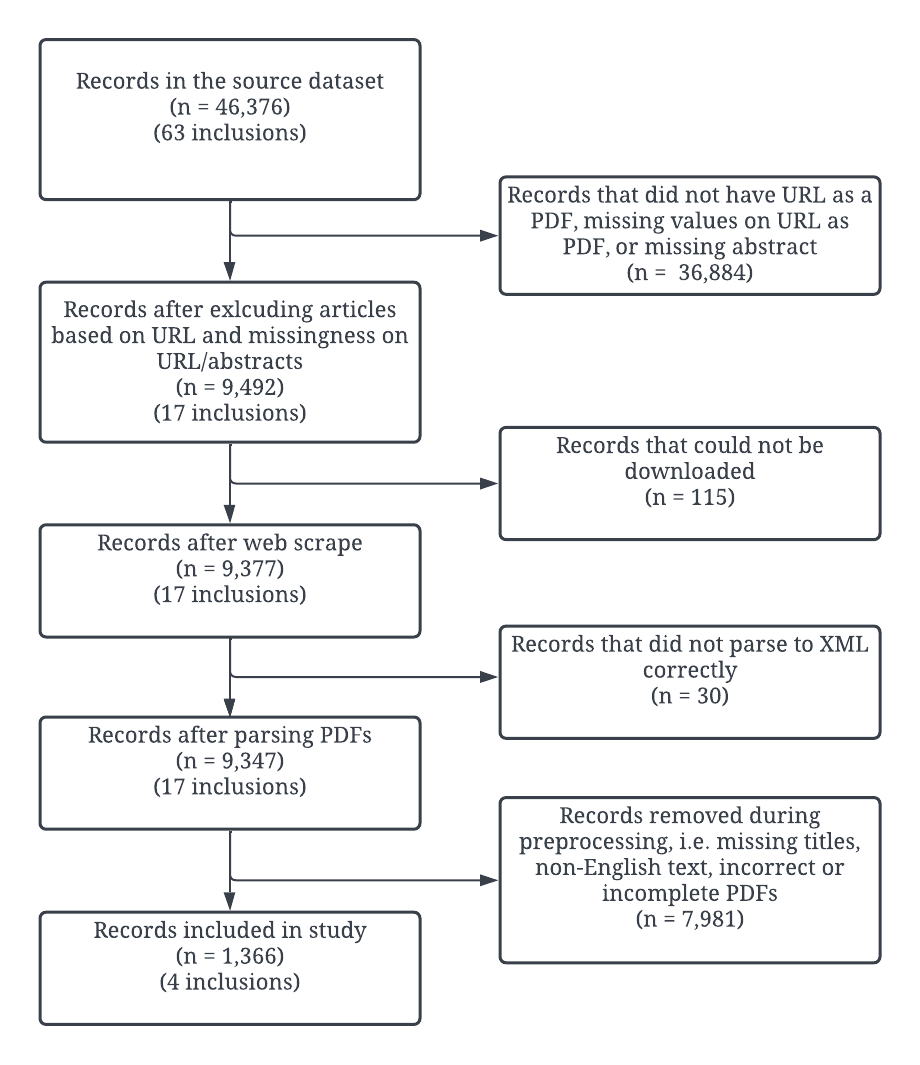 Records in the source dataset
(n = 46,376)
(63 inclusions)
Records that did not have URL as a
PDF, missing values on URL as
PDF, or missing abstract
(n =  36,884)
Records after exlcuding articles
based on URL and missingness on
URL/abstracts
(n = 9,492)
(17 inclusions)
Records that could not be
downloaded
(n = 115)
Records after web scrape
(n = 9,377)
(17 inclusions)
Records that did not parse to XML
correctly
(n = 30)
Records after parsing PDFs
(n = 9,347)
(17 inclusions)
Records removed during
preprocessing, i.e. missing titles,
non-English text, incorrect or
incomplete PDFs
(n = 7,981)
Records included in study
(n = 1,366)
(4 inclusions)